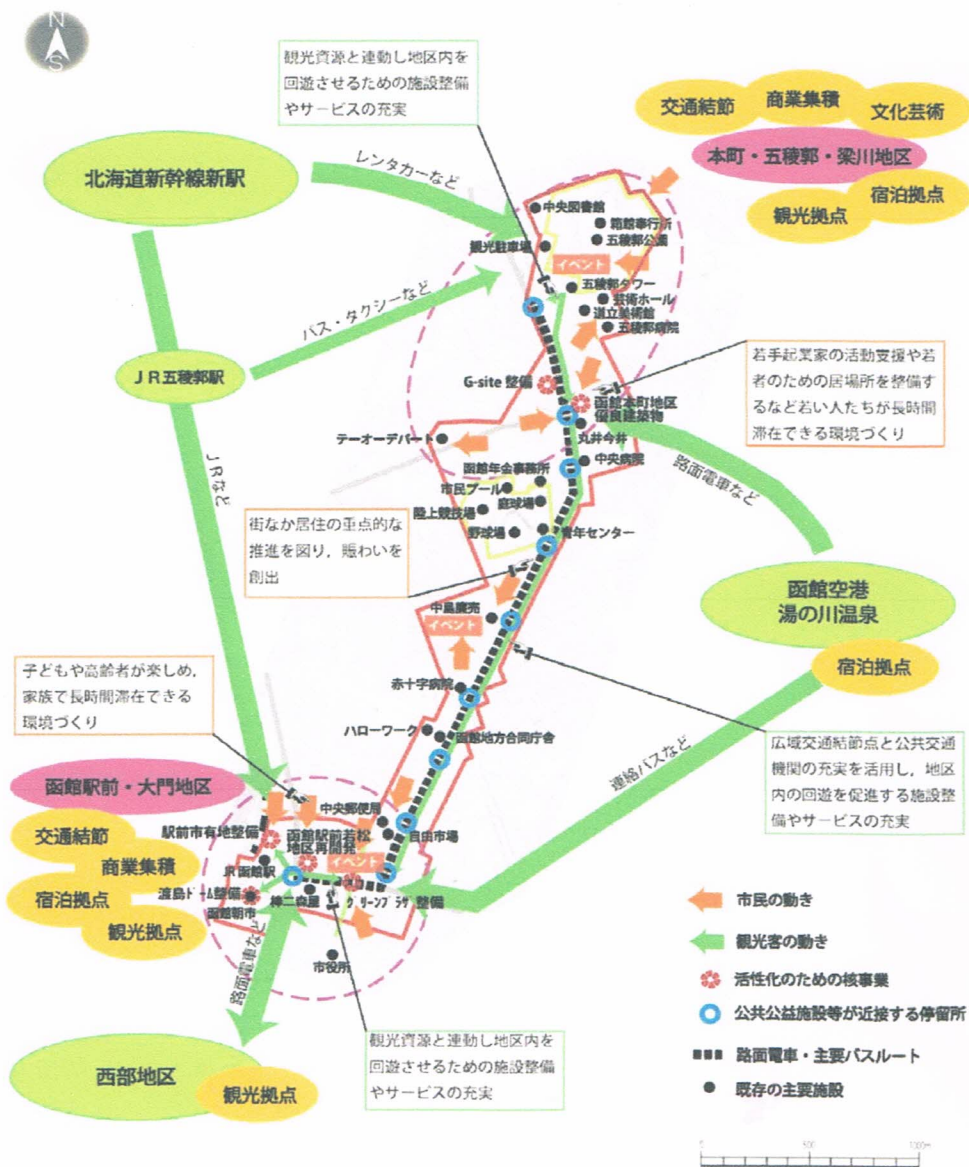 N
S
観光資源と連動し地区内を
回遊させるための施設整備
やサービスの充実
交通結節
商業集積
文化芸術
本町・五稜郭・梁川地区
観光拠点
宿泊拠点
北海道新幹線新駅
レンタカーなど
中央図書館
箱館奉行所
五稜郭公園
観光駐車場
イベント
五稜郭タワー
芸術ホール
道立美術館
五稜郭病院
バス・タクシーなど
JR五稜郭駅
G-site 整備
函館本町地区
優良建築物
若手起業家の活動支援や若
者のための居場所を整備す
るなど若い人たちが長時間
滞在できる環境づくり
丸井今井
テーオーデパート
中央病院
路面電車など
JRなど
函館年金事務所
市民プール
庭球場
陸上競技場
野球場
青年センター
街なか居住の重点的な
推進を図り，賑わいを
創出
函館空港
湯の川温泉
宿泊拠点
中島廉売
イベント
子どもや高齢者が楽しめ，
家族で長時間滞在できる
環境づくり
赤十字病院
ハローワーク
函館地方合同庁舎
連絡バスなど
広域交通結節点と公共交通
機関の充実を活用し，地区
内の回遊を促進する施設整
備やサービスの充実
函館駅前・大門地区
交通結節
商業集積
宿泊拠点
観光拠点
中央郵便局
駅前市有地整備
函館駅前若松
地区再開発
自由市場
イベント
JR函館駅
渡島ドーム整備
函館朝市
棒二森屋
グリーンプラザ 整備
市役所
路面電車など
西部地区
観光拠点
観光資源と連動し地区内を
回遊させるための施設整備
やサービスの充実
市民の動き
観光客の動き
活性化のための核事業
公共公益施設等が近接する停留所
路面電車・主要バスルート
既存の主要施設
0 500 1000m